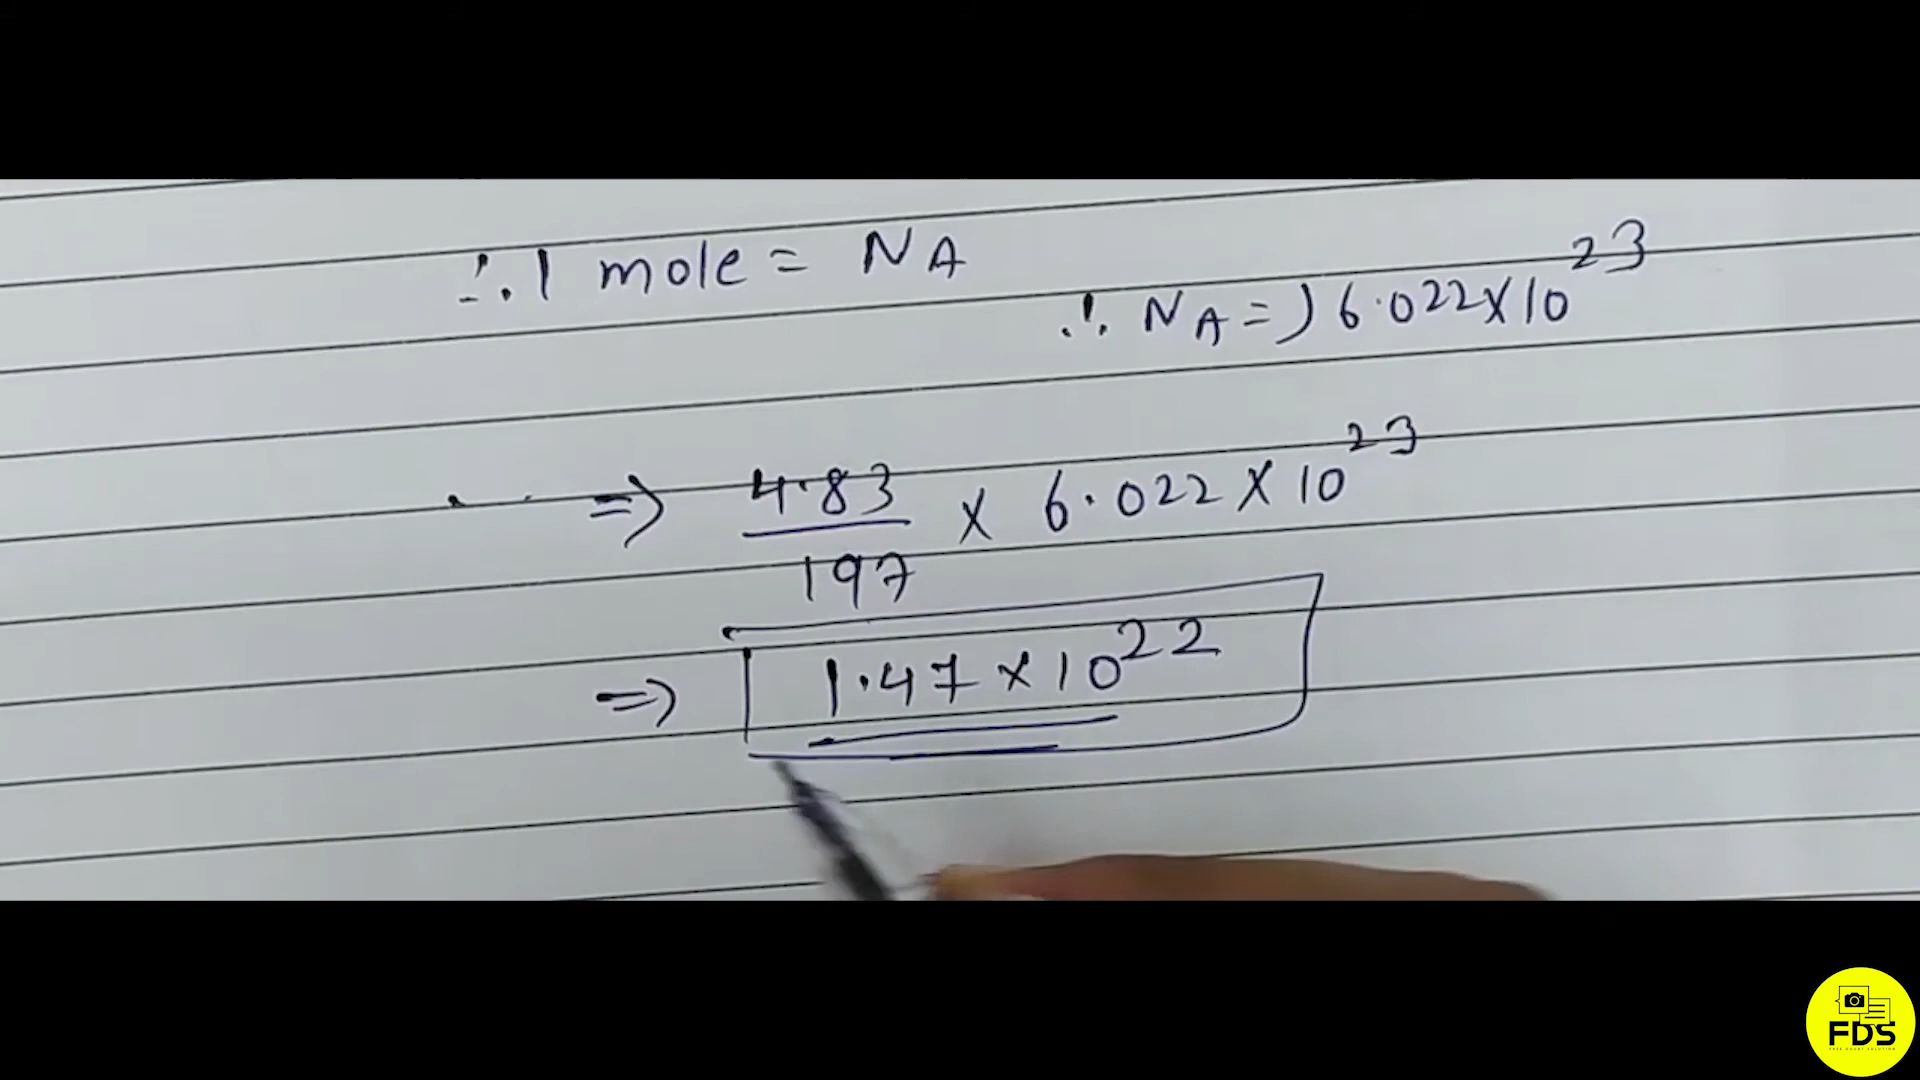 ∴ 1 mole = NA
∴ NA => 6.022 x 10^23
=> 4.83/197 x 6.022 x 10^23
=> 1.47 x 10^22
FDS